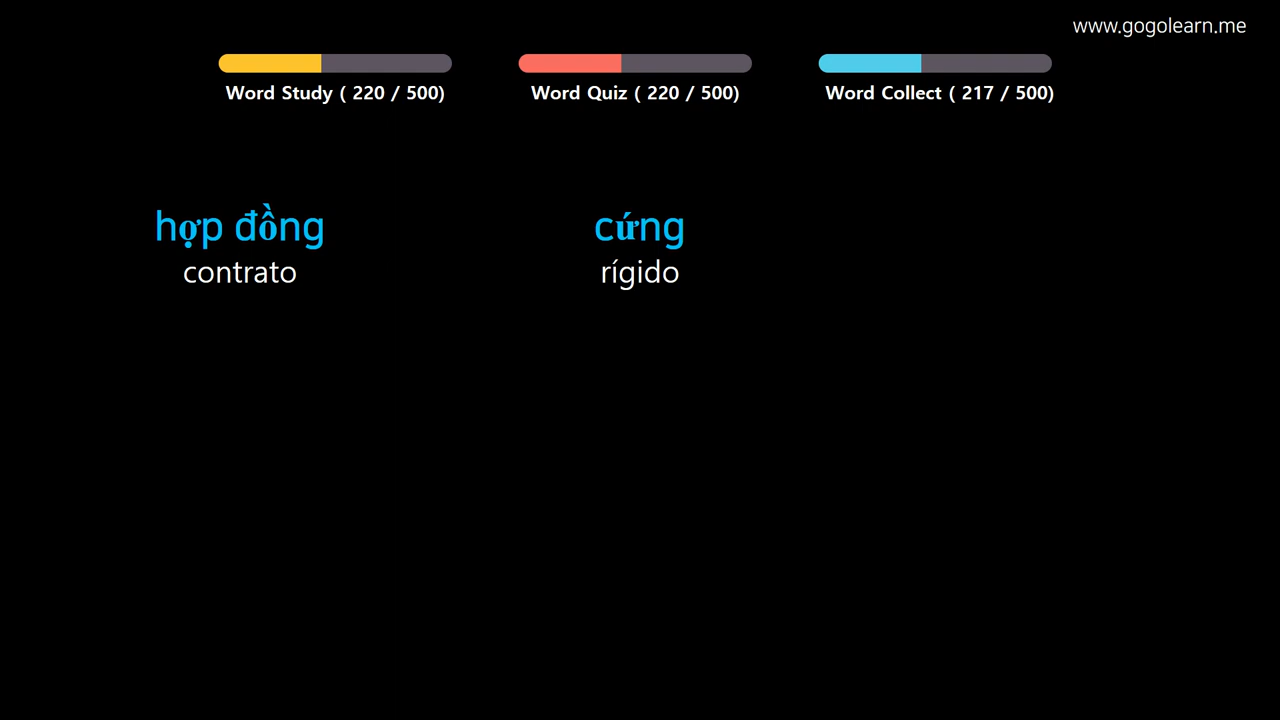 www.gogolearn.me
Word Study ( 220 / 500)
Word Quiz ( 220 / 500)
Word Collect ( 217 / 500)
hợp đồng
contrato
cứng
rígido